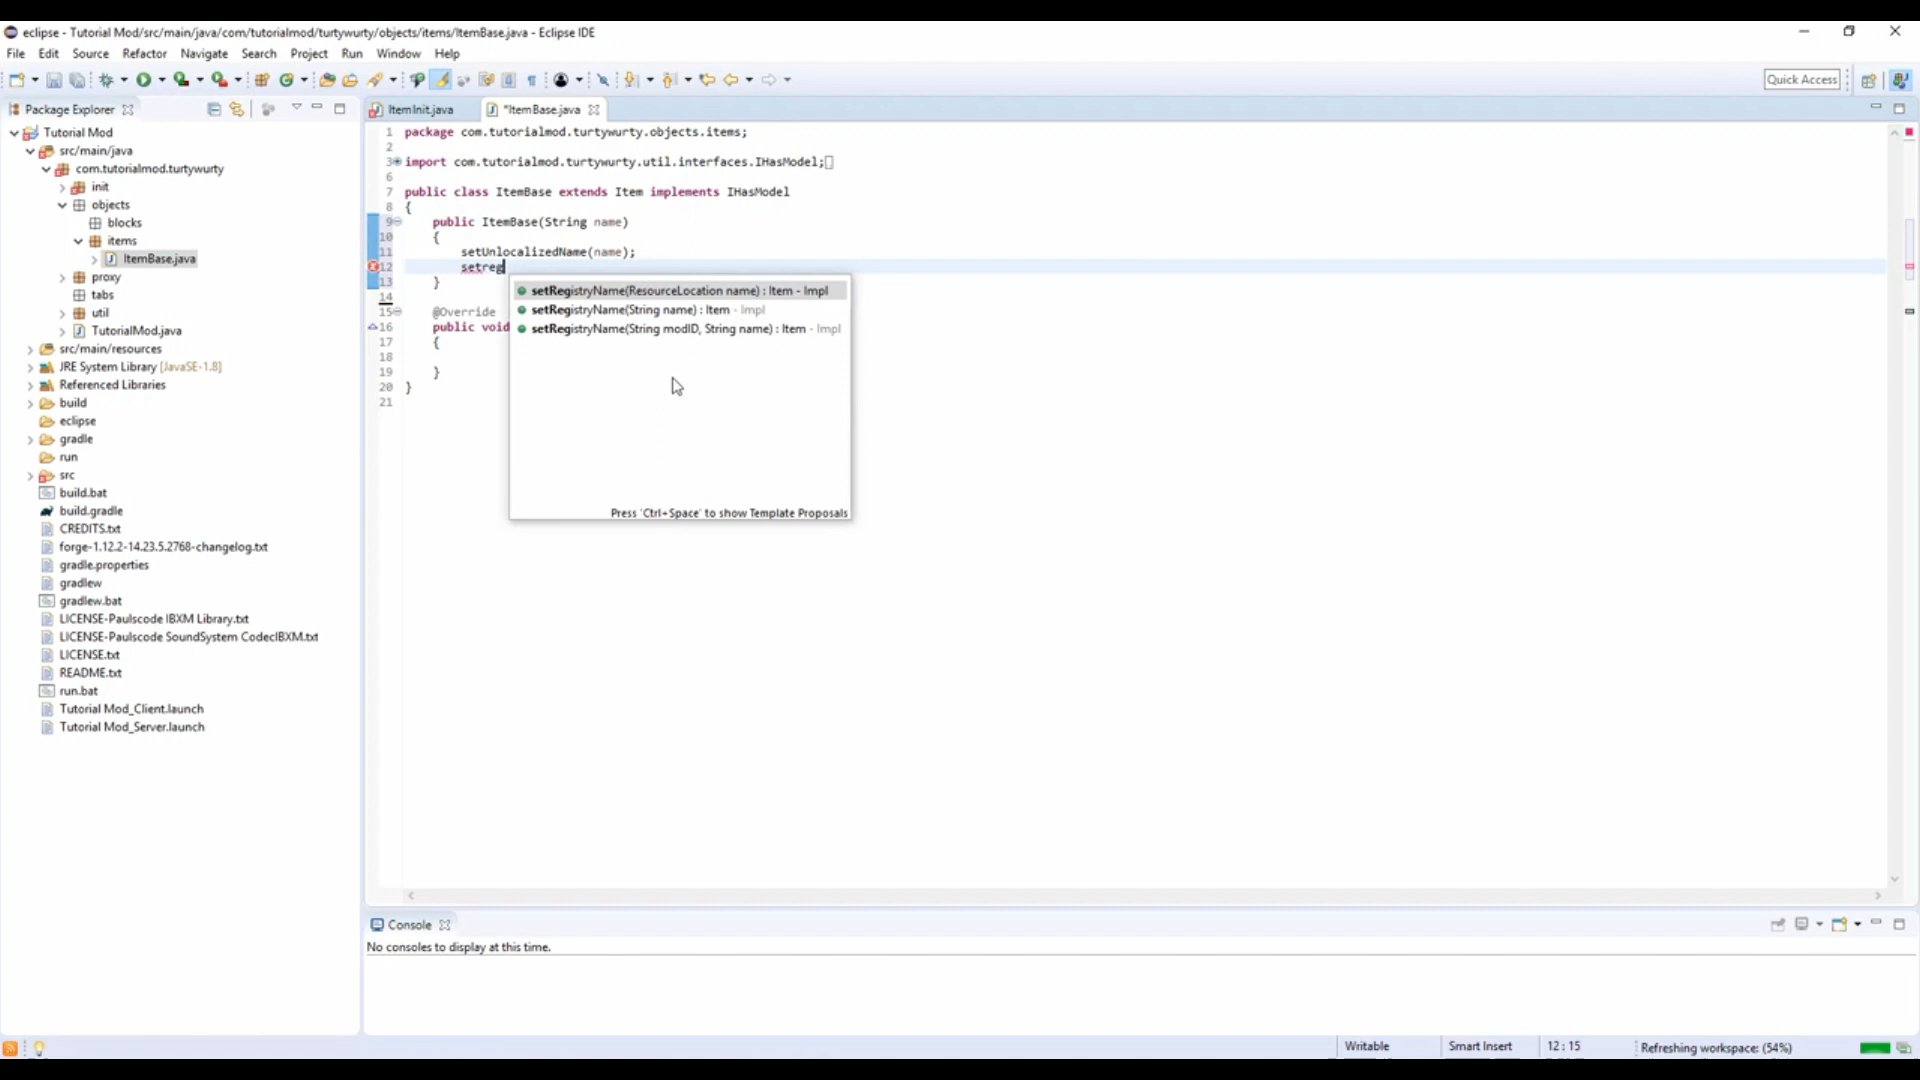 eclipse - Tutorial Mod/src/main/java/com/tutorialmod/turtywurty/objects/items/ItemBase.java - Eclipse IDE
File Edit Source Refactor Navigate Search Project Run Window Help
Quick Access
Package Explorer
Tutorial Mod
src/main/java
com.tutorialmod.turtywurty
init
objects
blocks
items
ItemBase.java
proxy
tabs
util
TutorialMod.java
src/main/resources
JRE System Library [JavaSE-1.8]
Referenced Libraries
build
eclipse
gradle
run
src
build.bat
build.gradle
CREDITS.txt
forge-1.12.2-14.23.5.2768-changelog.txt
gradle.properties
gradlew
gradlew.bat
LICENSE-Paulscode IBXM Library.txt
LICENSE-Paulscode SoundSystem CodecIBXM.txt
LICENSE.txt
README.txt
run.bat
Tutorial Mod_Client.launch
Tutorial Mod_Server.launch
ItemInit.java *ItemBase.java
1 package com.tutorialmod.turtywurty.objects.items;
2
3 import com.tutorialmod.turtywurty.util.interfaces.IHasModel;
6
7 public class ItemBase extends Item implements IHasModel
8 {
9 public ItemBase(String name)
10 {
11 setUnlocalizedName(name);
12 setreg
13 }
14
15 @Override
16 public void
17 {
18
19 }
20 }
21
setRegistryName(ResourceLocation name) : Item - Impl
setRegistryName(String name) : Item - Impl
setRegistryName(String modID, String name) : Item - Impl
Press 'Ctrl+Space' to show Template Proposals
Console
No consoles to display at this time.
Writable Smart Insert 12 : 15 Refreshing workspace: (54%)